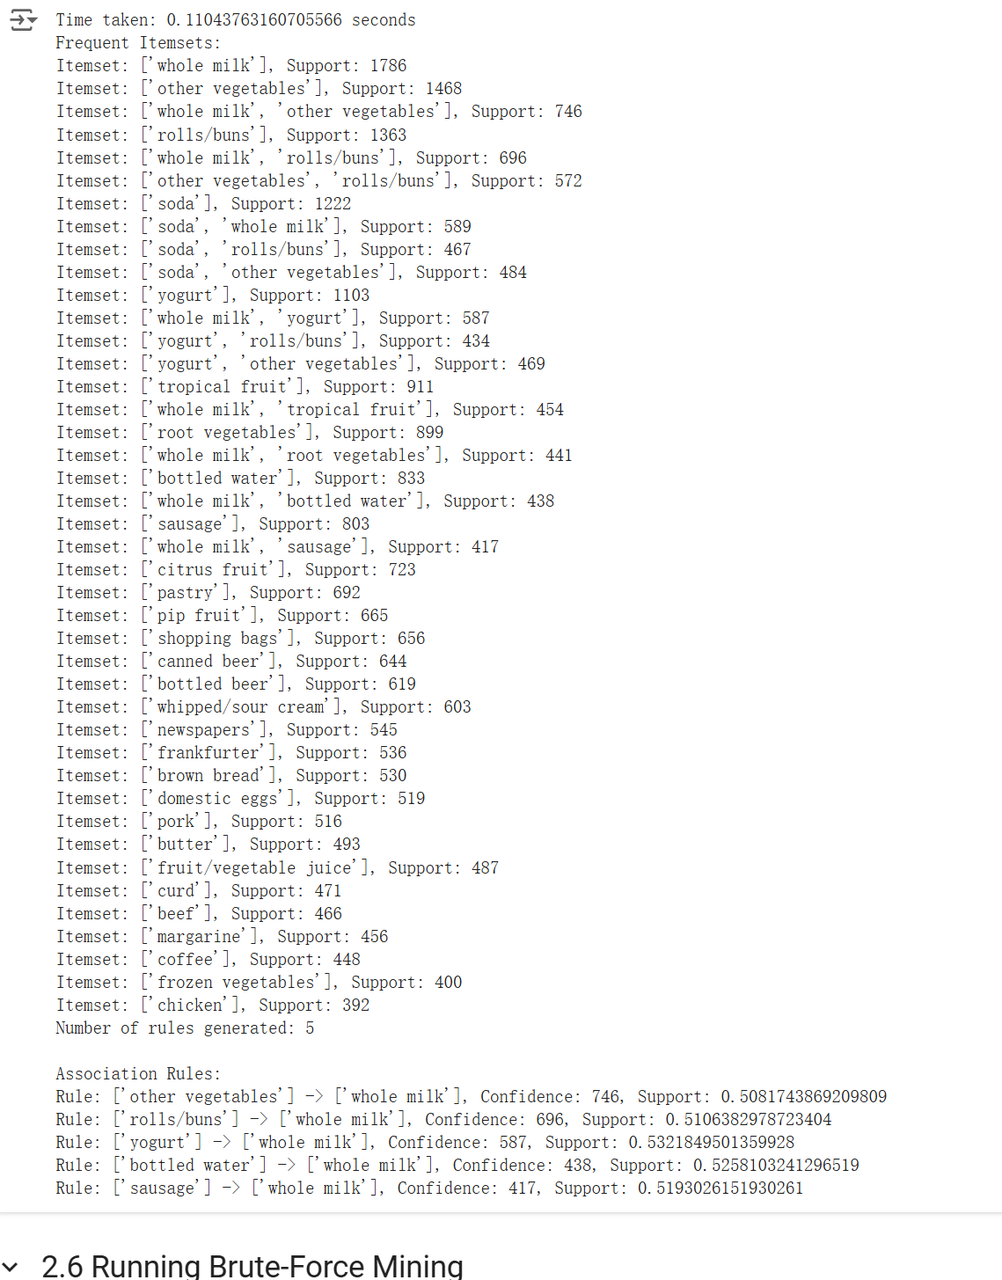 Time taken: 0.11043763160705566 seconds
Frequent Itemsets:
Itemset: ['whole milk'], Support: 1786
Itemset: ['other vegetables'], Support: 1468
Itemset: ['whole milk', 'other vegetables'], Support: 746
Itemset: ['rolls/buns'], Support: 1363
Itemset: ['whole milk', 'rolls/buns'], Support: 696
Itemset: ['other vegetables', 'rolls/buns'], Support: 572
Itemset: ['soda'], Support: 1222
Itemset: ['soda', 'whole milk'], Support: 589
Itemset: ['soda', 'rolls/buns'], Support: 467
Itemset: ['soda', 'other vegetables'], Support: 484
Itemset: ['yogurt'], Support: 1103
Itemset: ['whole milk', 'yogurt'], Support: 587
Itemset: ['yogurt', 'rolls/buns'], Support: 434
Itemset: ['yogurt', 'other vegetables'], Support: 469
Itemset: ['tropical fruit'], Support: 911
Itemset: ['whole milk', 'tropical fruit'], Support: 454
Itemset: ['root vegetables'], Support: 899
Itemset: ['whole milk', 'root vegetables'], Support: 441
Itemset: ['bottled water'], Support: 833
Itemset: ['whole milk', 'bottled water'], Support: 438
Itemset: ['sausage'], Support: 803
Itemset: ['whole milk', 'sausage'], Support: 417
Itemset: ['citrus fruit'], Support: 723
Itemset: ['pastry'], Support: 692
Itemset: ['pip fruit'], Support: 665
Itemset: ['shopping bags'], Support: 656
Itemset: ['canned beer'], Support: 644
Itemset: ['bottled beer'], Support: 619
Itemset: ['whipped/sour cream'], Support: 603
Itemset: ['newspapers'], Support: 545
Itemset: ['frankfurter'], Support: 536
Itemset: ['brown bread'], Support: 530
Itemset: ['domestic eggs'], Support: 519
Itemset: ['pork'], Support: 516
Itemset: ['butter'], Support: 493
Itemset: ['fruit/vegetable juice'], Support: 487
Itemset: ['curd'], Support: 471
Itemset: ['beef'], Support: 466
Itemset: ['margarine'], Support: 456
Itemset: ['coffee'], Support: 448
Itemset: ['frozen vegetables'], Support: 400
Itemset: ['chicken'], Support: 392
Number of rules generated: 5
Association Rules:
Rule: ['other vegetables'] -> ['whole milk'], Confidence: 746, Support: 0.5081743869209809
Rule: ['rolls/buns'] -> ['whole milk'], Confidence: 696, Support: 0.5106382978723404
Rule: ['yogurt'] -> ['whole milk'], Confidence: 587, Support: 0.5321849501359928
Rule: ['bottled water'] -> ['whole milk'], Confidence: 438, Support: 0.5258103241296519
Rule: ['sausage'] -> ['whole milk'], Confidence: 417, Support: 0.5193026151930261
2.6 Running Brute-Force Mining